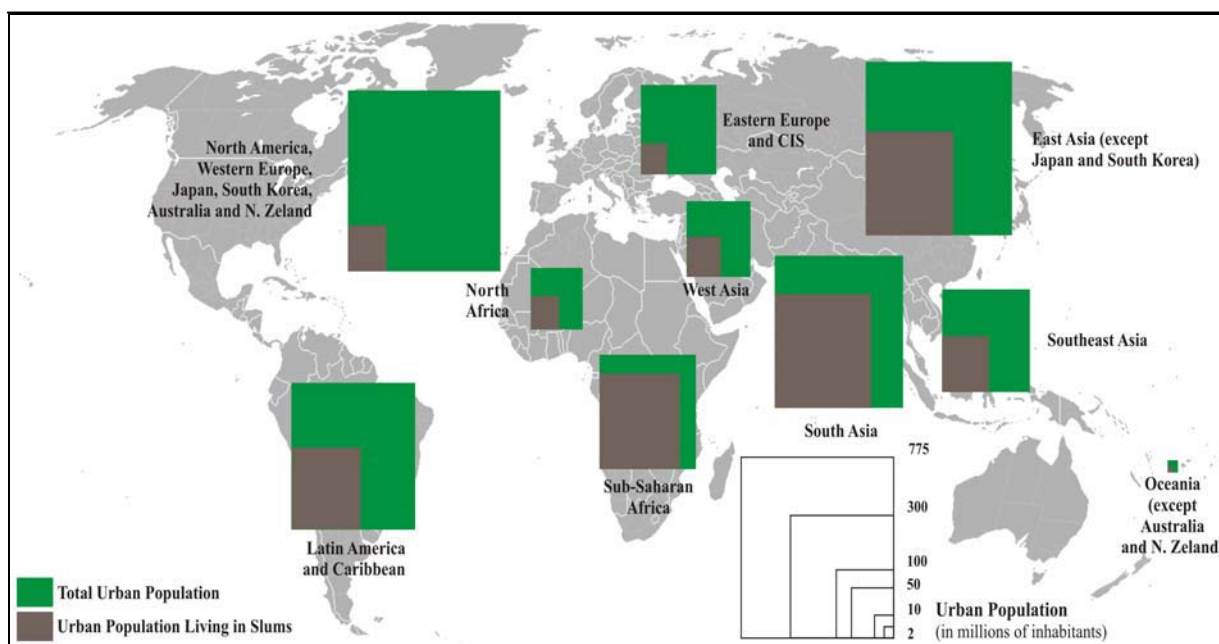 North America,
Western Europe,
Japan, South Korea,
Australia and N. Zeland
Eastern Europe
and CIS
East Asia (except
Japan and South Korea)
North
Africa
West Asia
Southeast Asia
South Asia
Sub-Saharan
Africa
Latin America
and Caribbean
Oceania
(except
Australia
and N. Zeland
775
300
100
50
10
2
Urban Population
(in millions of inhabitants)
Total Urban Population
Urban Population Living in Slums